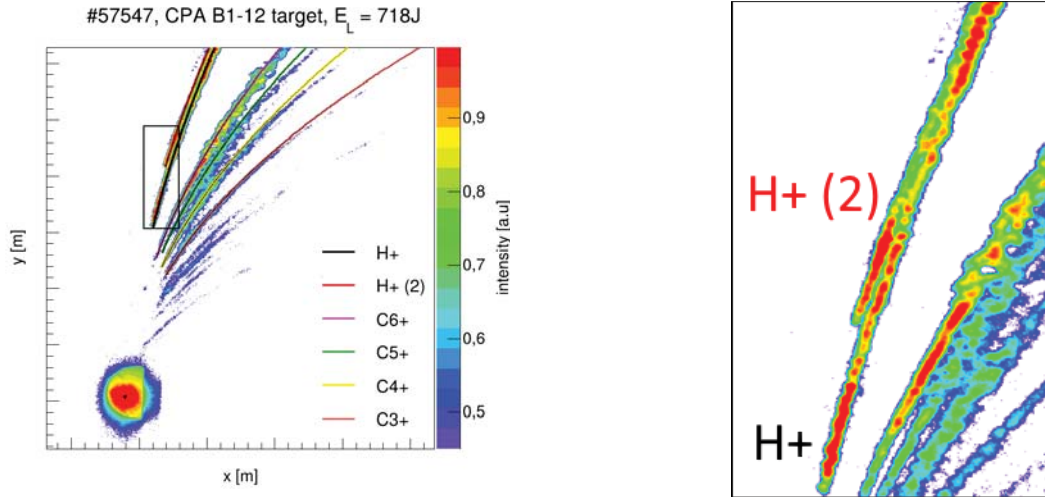 #57547, CPA B1-12 target, E_L = 718J
y [m]
x [m]
H+
H+ (2)
C6+
C5+
C4+
C3+
0,9
0,8
0,7
0,6
0,5
intensity [a.u]
H+ (2)
H+